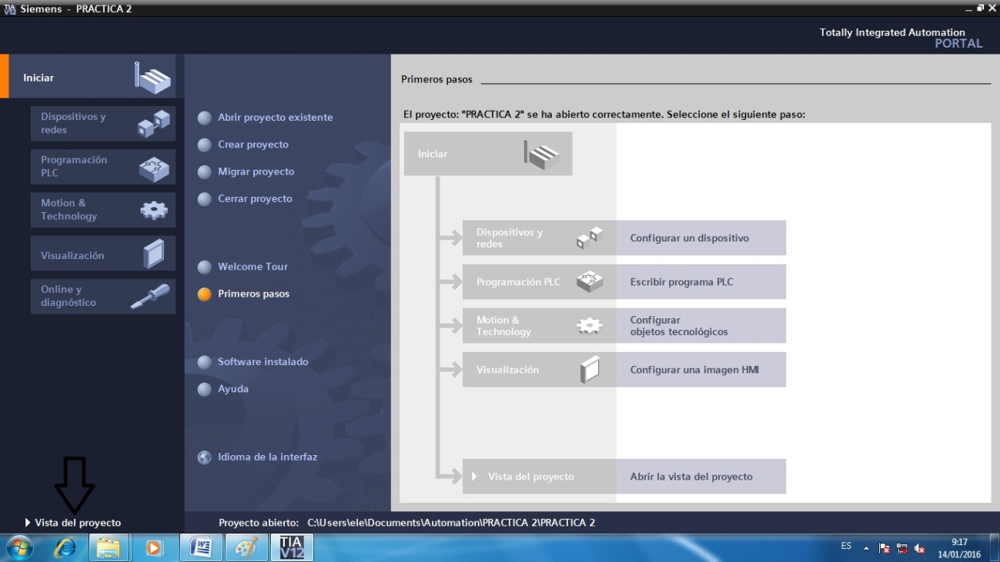 TIA V12 Siemens - PRACTICA 2
Totally Integrated Automation
PORTAL
Iniciar
Dispositivos y
redes
Programación
PLC
Motion &
Technology
Visualización
Online y
diagnóstico
Vista del proyecto
Abrir proyecto existente
Crear proyecto
Migrar proyecto
Cerrar proyecto
Welcome Tour
Primeros pasos
Software instalado
Ayuda
Idioma de la interfaz
Primeros pasos
El proyecto: "PRACTICA 2" se ha abierto correctamente. Seleccione el siguiente paso:
Iniciar
Dispositivos y
redes
Configurar un dispositivo
Programación PLC
Escribir programa PLC
Motion &
Technology
Configurar
objetos tecnológicos
Visualización
Configurar una imagen HMI
Vista del proyecto
Abrir la vista del proyecto
Proyecto abierto: C:\Users\ele\Documents\Automation\PRACTICA 2\PRACTICA 2
W
TIA
V12
ES
9:17
14/01/2016